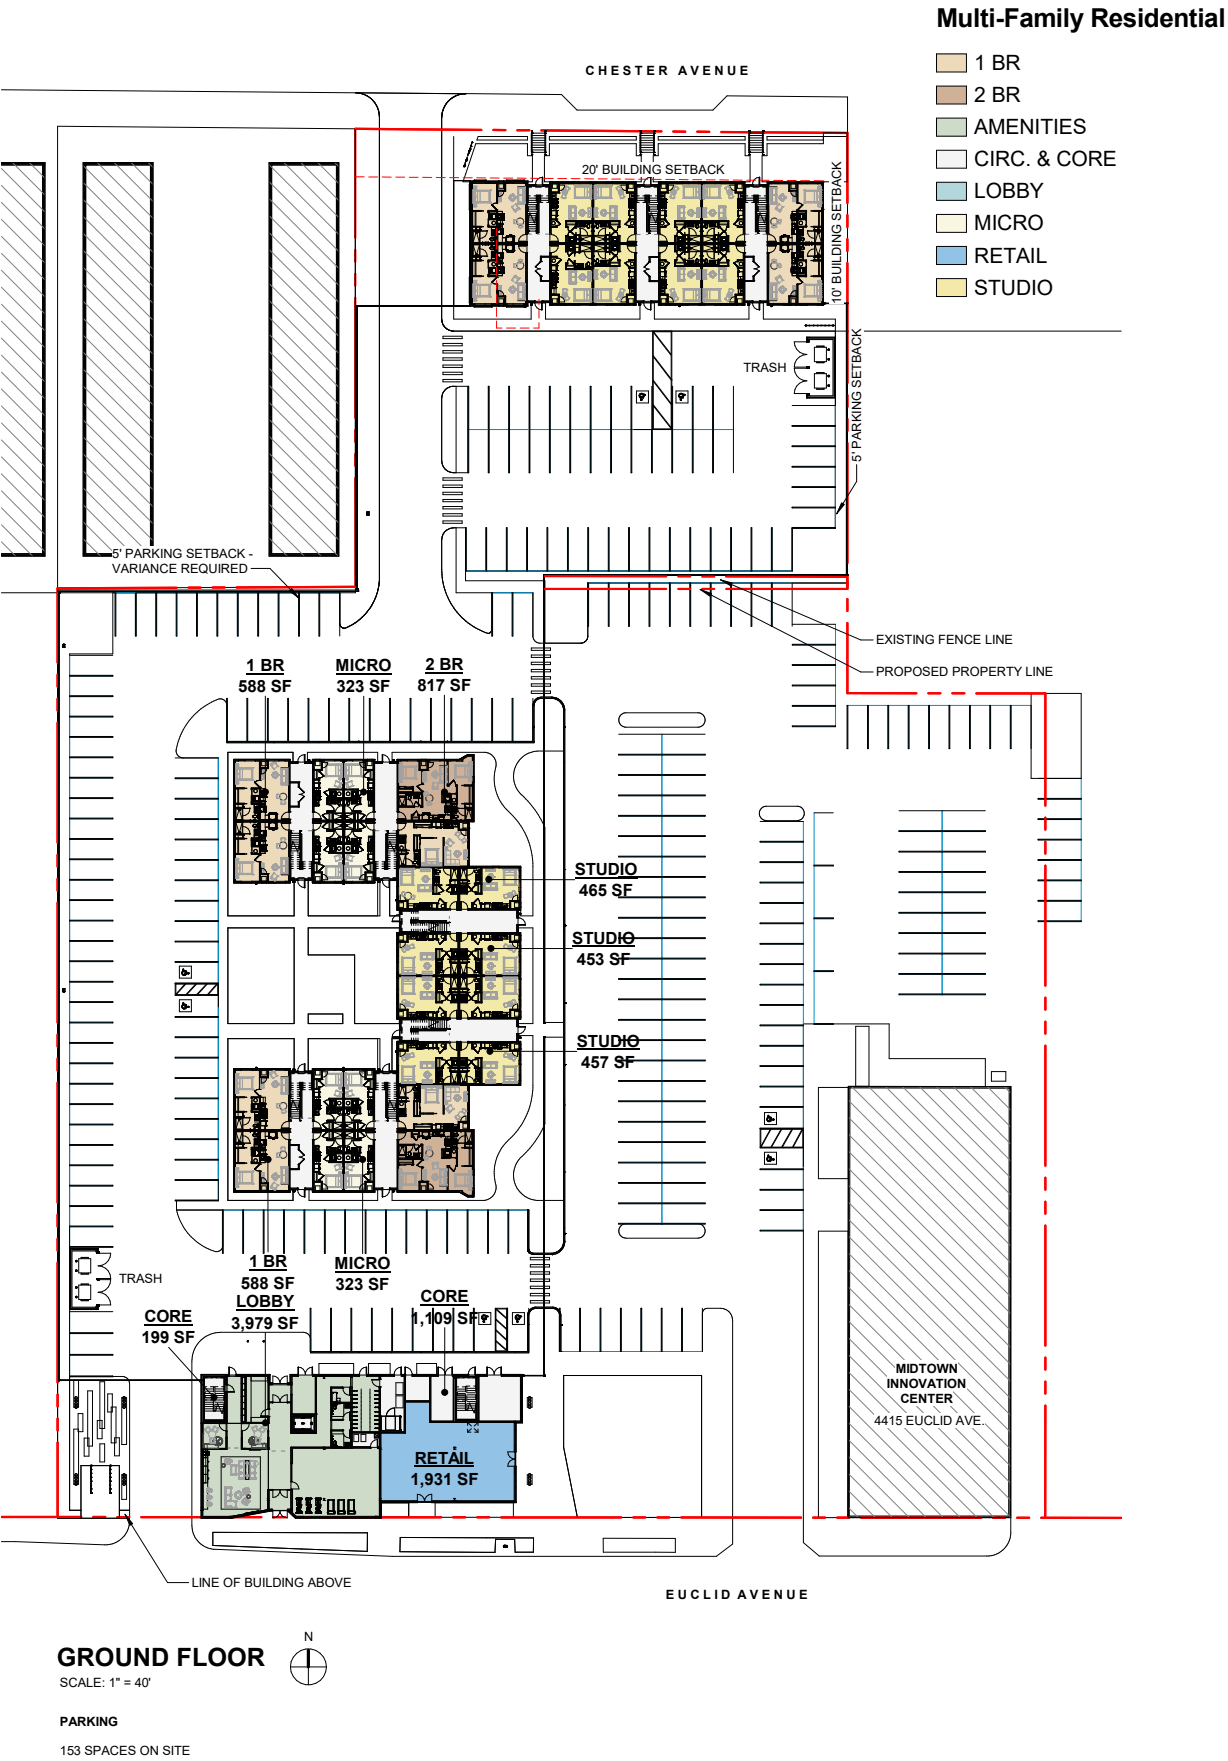 Multi-Family Residential
1 BR
2 BR
AMENITIES
CIRC. & CORE
LOBBY
MICRO
RETAIL
STUDIO
CHESTER AVENUE
20' BUILDING SETBACK
10' BUILDING SETBACK
TRASH
5' PARKING SETBACK
5' PARKING SETBACK -
VARIANCE REQUIRED
EXISTING FENCE LINE
PROPOSED PROPERTY LINE
1 BR
588 SF
MICRO
323 SF
2 BR
817 SF
STUDIO
465 SF
STUDIO
453 SF
STUDIO
457 SF
1 BR
588 SF
MICRO
323 SF
TRASH
LOBBY
3,979 SF
CORE
1,109 SF
CORE
199 SF
RETAIL
1,931 SF
MIDTOWN
INNOVATION
CENTER
4415 EUCLID AVE.
LINE OF BUILDING ABOVE
EUCLID AVENUE
N
GROUND FLOOR
SCALE: 1" = 40'
PARKING
153 SPACES ON SITE